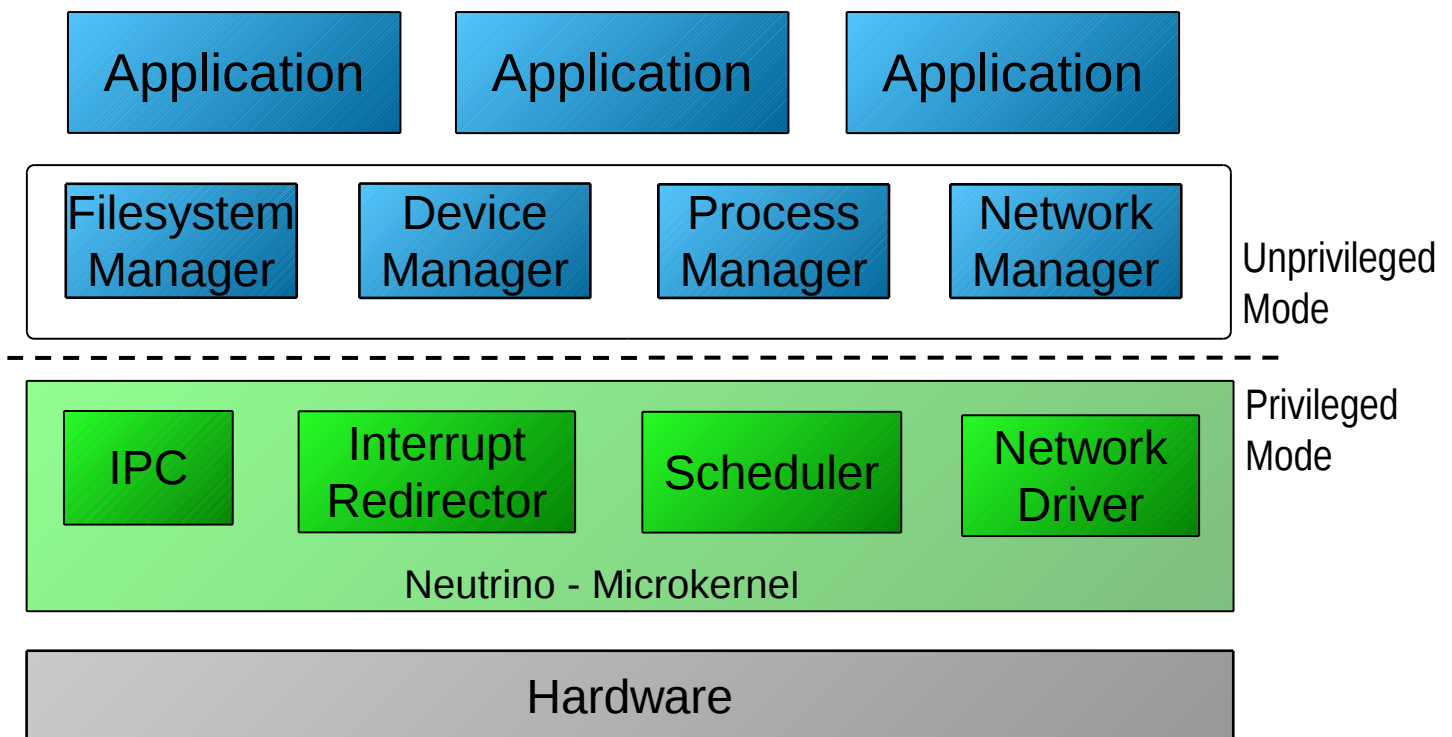 Application
Application
Application
Filesystem
Manager
Device
Manager
Process
Manager
Network
Manager
Unprivileged
Mode
Privileged
Mode
IPC
Interrupt
Redirector
Scheduler
Network
Driver
Neutrino - Microkernel
Hardware